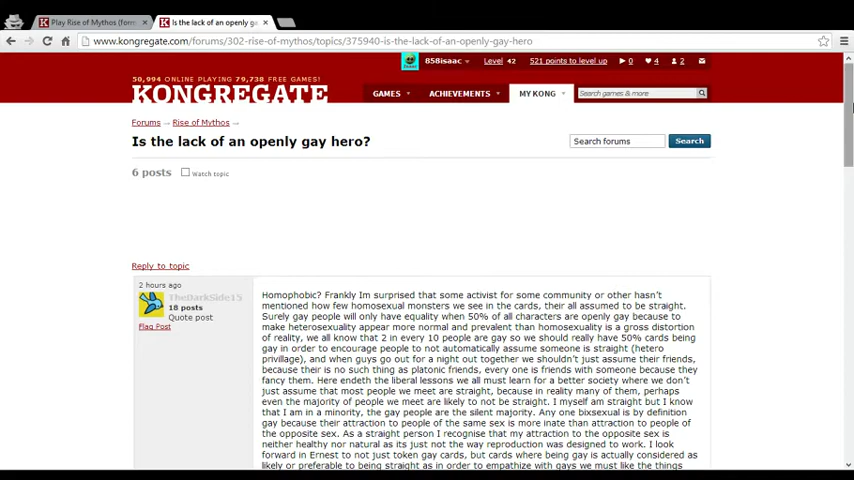 Play Rise of Mythos (form
Is the lack of an openly ga
www.kongregate.com/forums/302-rise-of-mythos/topics/375940-is-the-lack-of-an-openly-gay-hero
858isaac Level 42 521 points to level up 0 4 2
50,994 ONLINE PLAYING 79,738 FREE GAMES!
KONGREGATE
GAMES ACHIEVEMENTS MY KONG Search games & more
Forums → Rise of Mythos →
Is the lack of an openly gay hero?
Search forums Search
6 posts Watch topic
Reply to topic
2 hours ago
TheDarkSide15
18 posts
Quote post
Flag Post
Homophobic? Frankly Im surprised that some activist for some community or other hasn't
mentioned how few homosexual monsters we see in the cards, their all assumed to be straight.
Surely gay people will only have equality when 50% of all characters are openly gay because to
make heterosexuality appear more normal and prevalent than homosexuality is a gross distortion
of reality, we all know that 2 in every 10 people are gay so we should really have 50% cards being
gay in order to encourage people to not automatically assume someone is straight (hetero
privillage), and when guys go out for a night out together we shouldn't just assume their friends,
because their is no such thing as platonic friends, every one is friends with someone because they
fancy them. Here endeth the liberal lessons we all must learn for a better society where we don't
just assume that most people we meet are straight, because in reality many of them, perhaps
even the majority of people we meet are likely to not be straight. I myself am straight but I know
that I am in a minority, the gay people are the silent majority. Any one bixsexual is by definition
gay because their attraction to people of the same sex is more inate than attraction to people of
the opposite sex. As a straight person I recognise that my attraction to the opposite sex is
neither healthy nor natural as its just not the way reproduction was designed to work. I look
forward in Ernest to not just token gay cards, but cards where being gay is actually considered as
likely or preferable to being straight as in order to empathize with gays we must like the things